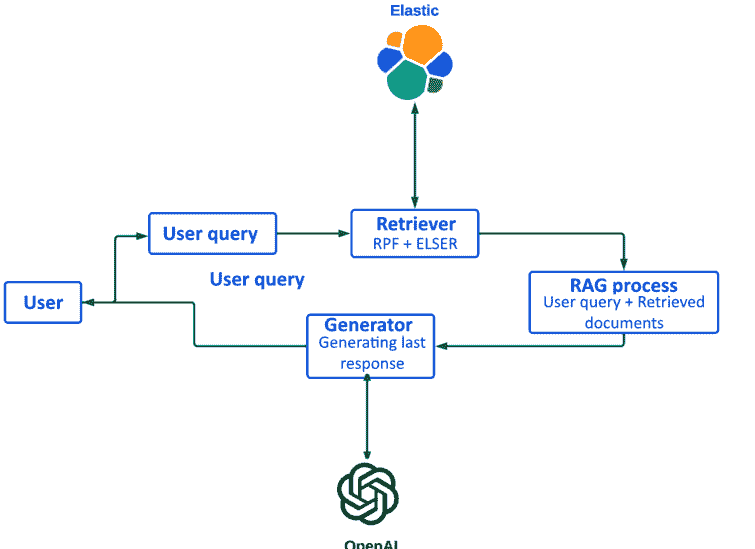 Elastic
Retriever
RPF + ELSER
User query
User query
RAG process
User query + Retrieved
documents
User
Generator
Generating last
response
OpenAI